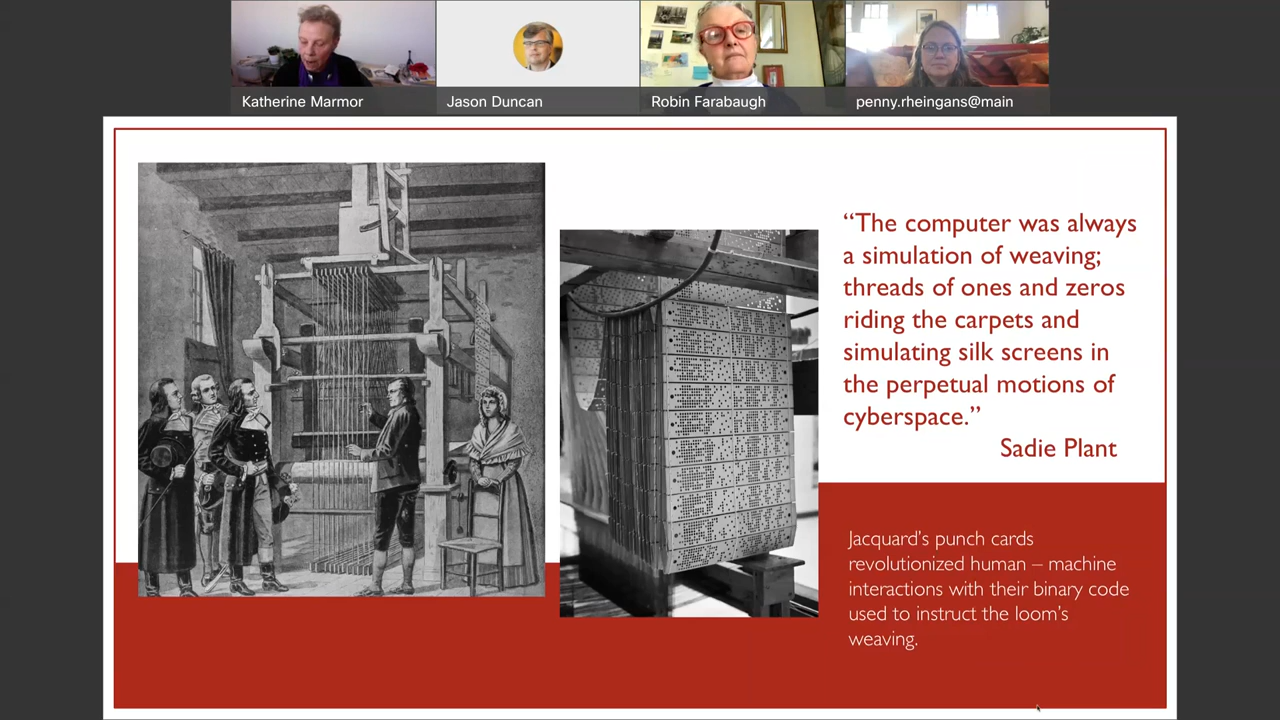 Katherine Marmor
Jason Duncan
Robin Farabaugh
penny.rheingans@main
“The computer was always
a simulation of weaving;
threads of ones and zeros
riding the carpets and
simulating silk screens in
the perpetual motions of
cyberspace.”
Sadie Plant
Jacquard’s punch cards
revolutionized human – machine
interactions with their binary code
used to instruct the loom’s
weaving.